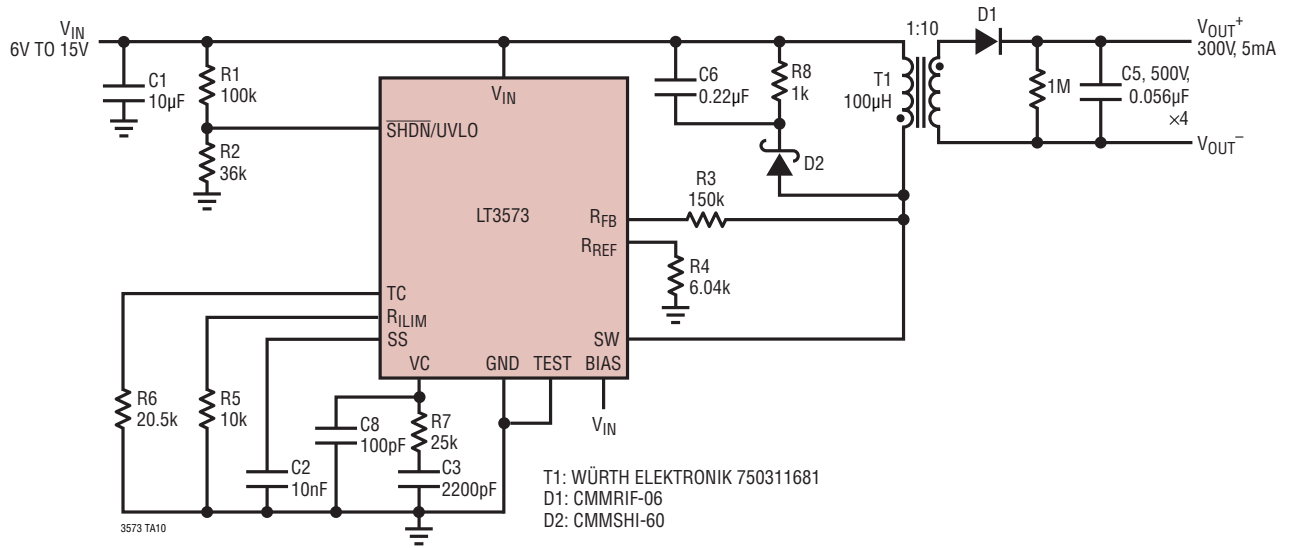 VIN
6V TO 15V
C1
10µF
R1
100k
R2
36k
VIN
SHDN/UVLO
LT3573
RFB
RREF
TC
RILIM
SS
SW
VC
GND
TEST
BIAS
VIN
C6
0.22µF
R8
1k
D2
R3
150k
R4
6.04k
T1
100µH
1:10
D1
1M
C5, 500V,
0.056µF
×4
VOUT+
300V, 5mA
VOUT–
R6
20.5k
R5
10k
C2
10nF
C8
100pF
R7
25k
C3
2200pF
T1: WÜRTH ELEKTRONIK 750311681
D1: CMMRIF-06
D2: CMMSHI-60
3573 TA10